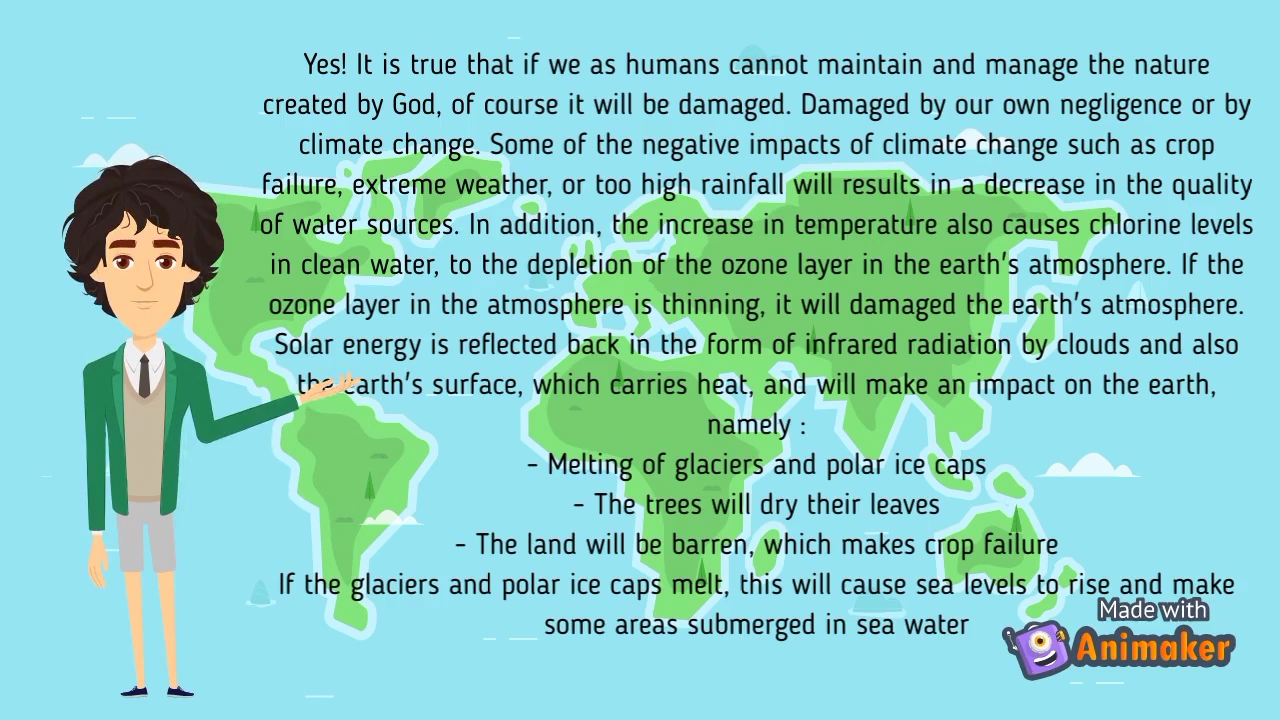 Yes! It is true that if we as humans cannot maintain and manage the nature
created by God, of course it will be damaged. Damaged by our own negligence or by
climate change. Some of the negative impacts of climate change such as crop
failure, extreme weather, or too high rainfall will results in a decrease in the quality
of water sources. In addition, the increase in temperature also causes chlorine levels
in clean water, to the depletion of the ozone layer in the earth's atmosphere. If the
ozone layer in the atmosphere is thinning, it will damaged the earth's atmosphere.
Solar energy is reflected back in the form of infrared radiation by clouds and also
the earth's surface, which carries heat, and will make an impact on the earth,
namely :
- Melting of glaciers and polar ice caps
- The trees will dry their leaves
- The land will be barren, which makes crop failure
If the glaciers and polar ice caps melt, this will cause sea levels to rise and make
some areas submerged in sea water
Made with
Animaker